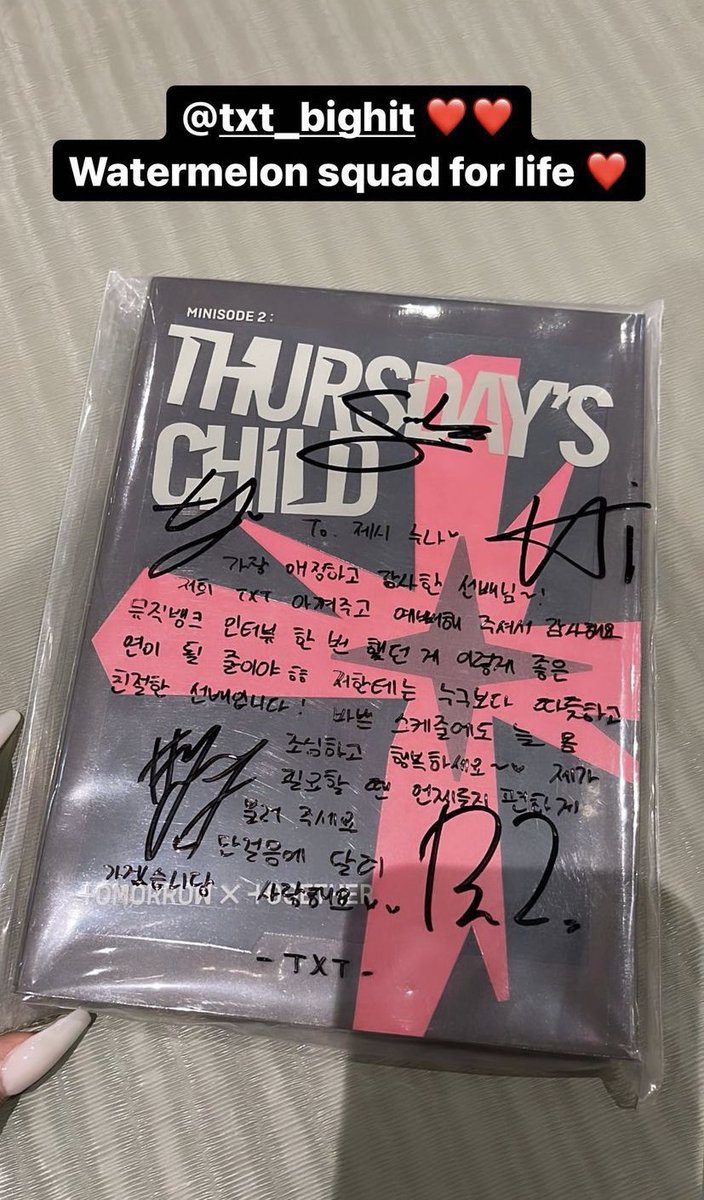 @txt_bighit ❤️❤️
Watermelon squad for life ❤️
MINISODE 2 :
THURSDAY'S
CHILD
To. 제시 누나♥
가장 애정하고 감사한 선배님~!
저희 TXT 아껴주고 예뻐해 주셔서 감사해요
뮤직뱅크 인터뷰 한 번 했던 게 이렇게 좋은
연이 될 줄이야 ㅎㅎ 저한테는 누구보다 따뜻하고
친절한 선배입니다! 바쁜 스케줄에도 늘 몸
조심하고 행복하세요~♥ 제가
필요할 땐 언제든지 편하게
불러 주세요
단걸음에 달려
가겠습니다 사랑해요♥♥
TOMORROW X TOGETHER
- TXT -